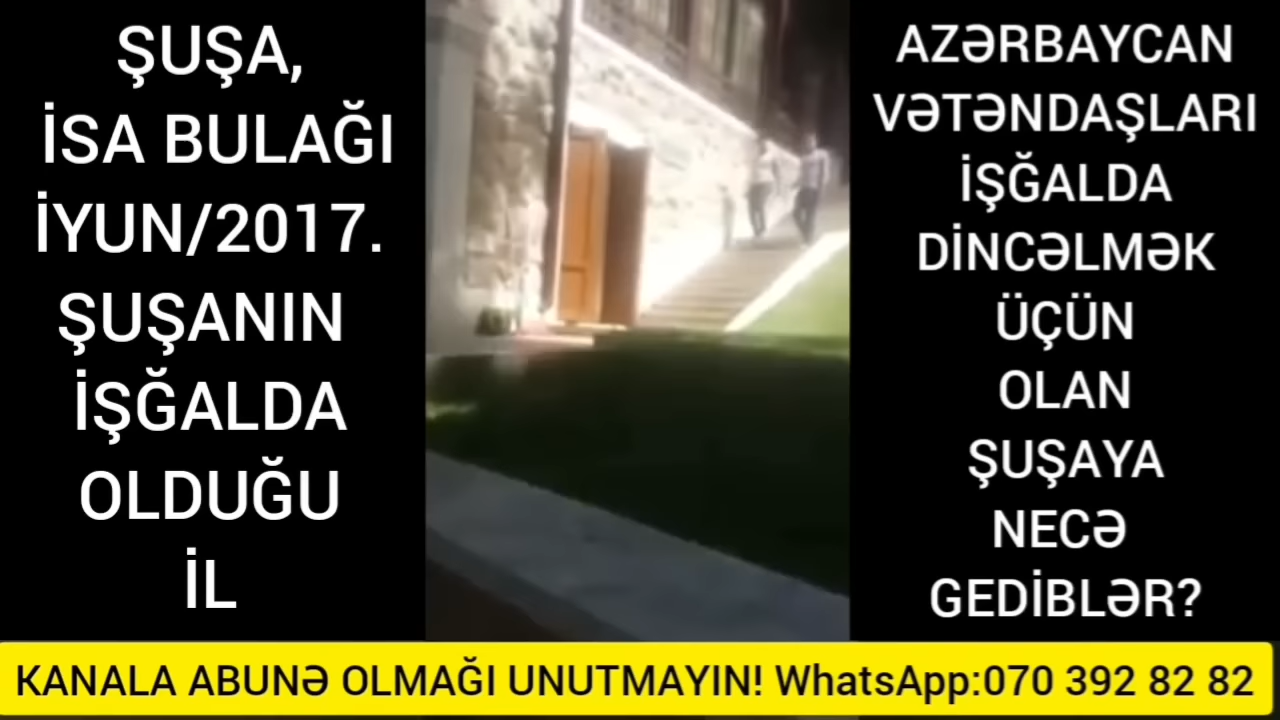 ŞUŞA,
İSA BULAĞI
İYUN/2017.
ŞUŞANIN
İŞĞALDA
OLDUĞU
İL
AZƏRBAYCAN
VƏTƏNDAŞLARI
İŞĞALDA
DİNCƏLMƏK
ÜÇÜN
OLAN
ŞUŞAYA
NECƏ
GEDİBLƏR?
KANALA ABUNƏ OLMAĞI UNUTMAYIN! WhatsApp:070 392 82 82